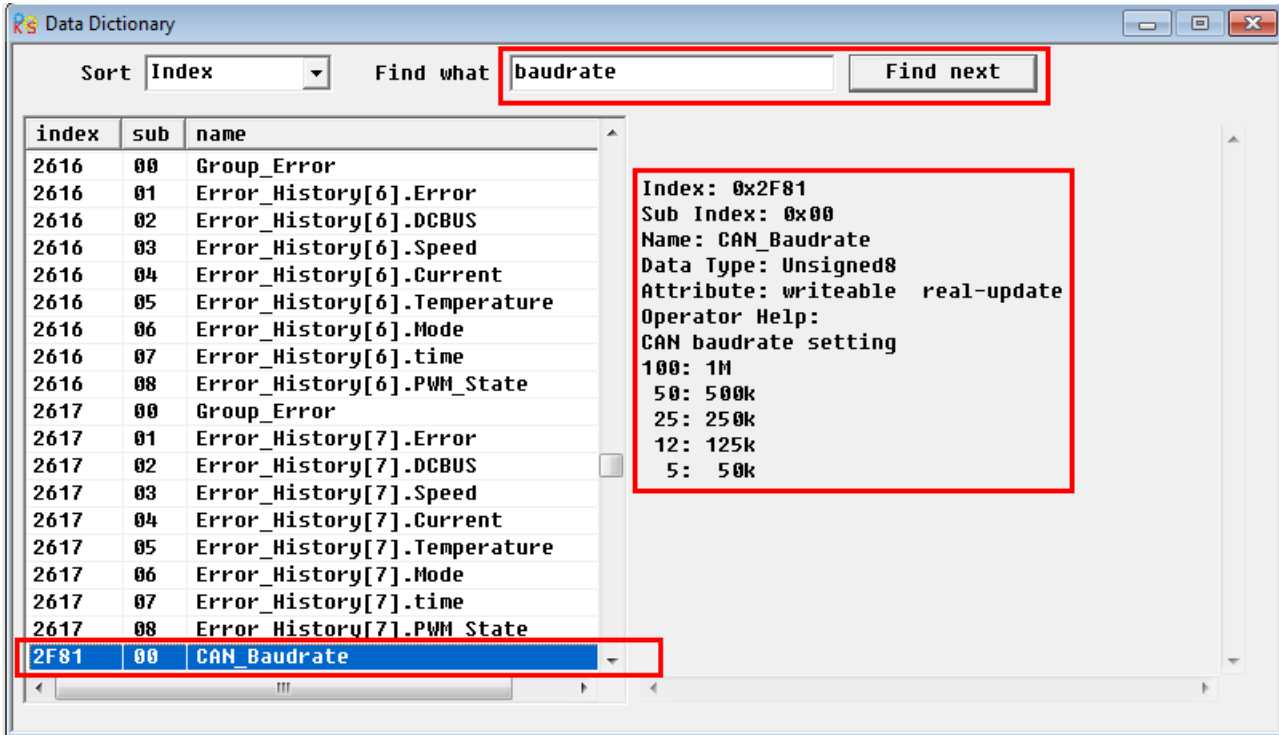 Data Dictionary
Sort Index Find what baudrate Find next
index sub name
2616 00 Group_Error
2616 01 Error_History[6].Error
2616 02 Error_History[6].DCBUS
2616 03 Error_History[6].Speed
2616 04 Error_History[6].Current
2616 05 Error_History[6].Temperature
2616 06 Error_History[6].Mode
2616 07 Error_History[6].time
2616 08 Error_History[6].PWM_State
2617 00 Group_Error
2617 01 Error_History[7].Error
2617 02 Error_History[7].DCBUS
2617 03 Error_History[7].Speed
2617 04 Error_History[7].Current
2617 05 Error_History[7].Temperature
2617 06 Error_History[7].Mode
2617 07 Error_History[7].time
2617 08 Error_History[7].PWM_State
2F81 00 CAN_Baudrate
Index: 0x2F81
Sub Index: 0x00
Name: CAN_Baudrate
Data Type: Unsigned8
Attribute: writeable real-update
Operator Help:
CAN baudrate setting
100: 1M
50: 500k
25: 250k
12: 125k
5: 50k